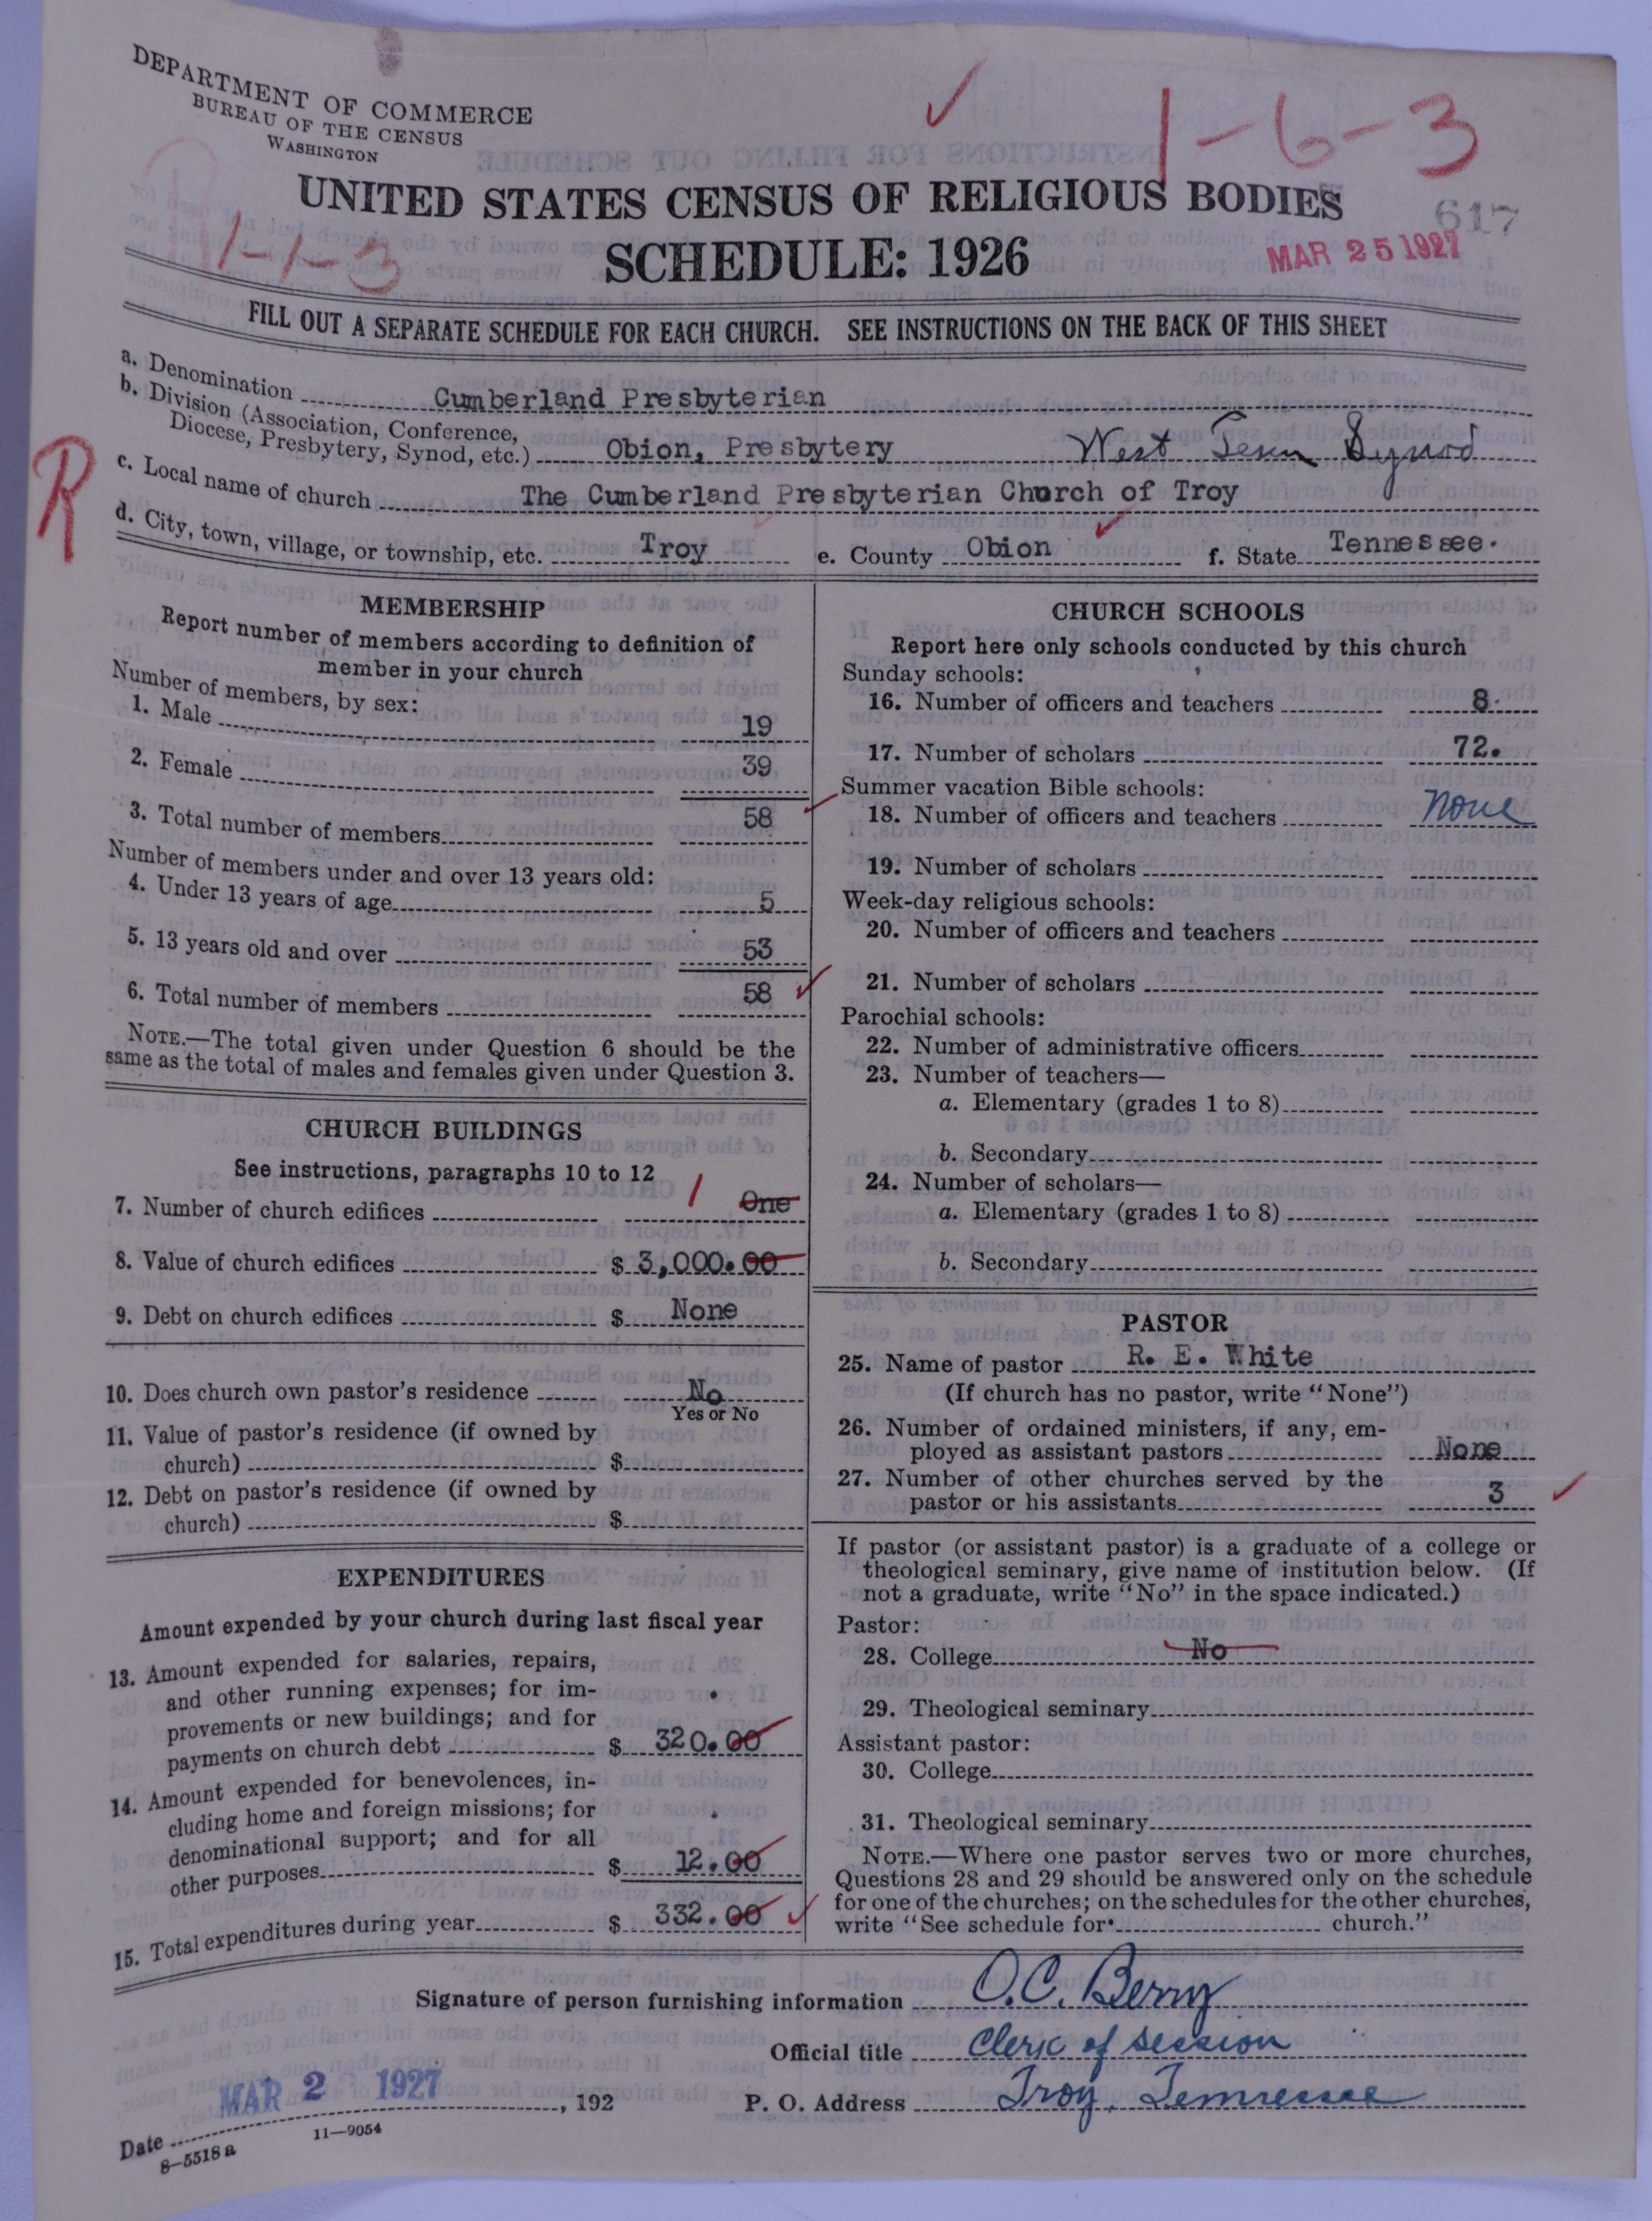 DEPARTMENT OF COMMERCE
BUREAU OF THE CENSUS
WASHINGTON
1-6-3
UNITED STATES CENSUS OF RELIGIOUS BODIES
617
1-1-3
SCHEDULE: 1926
MAR 25 1927
FILL OUT A SEPARATE SCHEDULE FOR EACH CHURCH. SEE INSTRUCTIONS ON THE BACK OF THIS SHEET
R
a. Denomination Cumberland Presbyterian
b. Division (Association, Conference,
Diocese, Presbytery, Synod, etc.) Obion, Presbytery West Tenn Synod
c. Local name of church The Cumberland Presbyterian Church of Troy
d. City, town, village, or township, etc. Troy e. County Obion f. State Tennessee.
MEMBERSHIP
Report number of members according to definition of
member in your church
Number of members, by sex:
1. Male 19
2. Female 39
3. Total number of members 58
Number of members under and over 13 years old:
4. Under 13 years of age 5
5. 13 years old and over 53
6. Total number of members 58
NOTE.—The total given under Question 6 should be the
same as the total of males and females given under Question 3.
CHURCH BUILDINGS
See instructions, paragraphs 10 to 12
7. Number of church edifices 1 One
8. Value of church edifices $ 3,000.00
9. Debt on church edifices $ None
10. Does church own pastor's residence No
Yes or No
11. Value of pastor's residence (if owned by
church) $
12. Debt on pastor's residence (if owned by
church) $
EXPENDITURES
Amount expended by your church during last fiscal year
13. Amount expended for salaries, repairs,
and other running expenses; for im-
provements or new buildings; and for
payments on church debt $ 320.00
14. Amount expended for benevolences, in-
cluding home and foreign missions; for
denominational support; and for all
other purposes $ 12.00
15. Total expenditures during year $ 332.00
CHURCH SCHOOLS
Report here only schools conducted by this church
Sunday schools:
16. Number of officers and teachers 8.
17. Number of scholars 72.
Summer vacation Bible schools:
18. Number of officers and teachers None
19. Number of scholars
Week-day religious schools:
20. Number of officers and teachers
21. Number of scholars
Parochial schools:
22. Number of administrative officers
23. Number of teachers—
a. Elementary (grades 1 to 8)
b. Secondary
24. Number of scholars—
a. Elementary (grades 1 to 8)
b. Secondary
PASTOR
25. Name of pastor R. E. White
(If church has no pastor, write "None")
26. Number of ordained ministers, if any, em-
ployed as assistant pastors None
27. Number of other churches served by the
pastor or his assistants 3
If pastor (or assistant pastor) is a graduate of a college or
theological seminary, give name of institution below. (If
not a graduate, write "No" in the space indicated.)
Pastor:
28. College No
29. Theological seminary
Assistant pastor:
30. College
31. Theological seminary
NOTE.—Where one pastor serves two or more churches,
Questions 28 and 29 should be answered only on the schedule
for one of the churches; on the schedules for the other churches,
write "See schedule for church."
Signature of person furnishing information O.C. Berry
Official title Clerk of Session
Date MAR 2 1927, 192 P. O. Address Troy, Tennessee
8-5518 a 11—9054